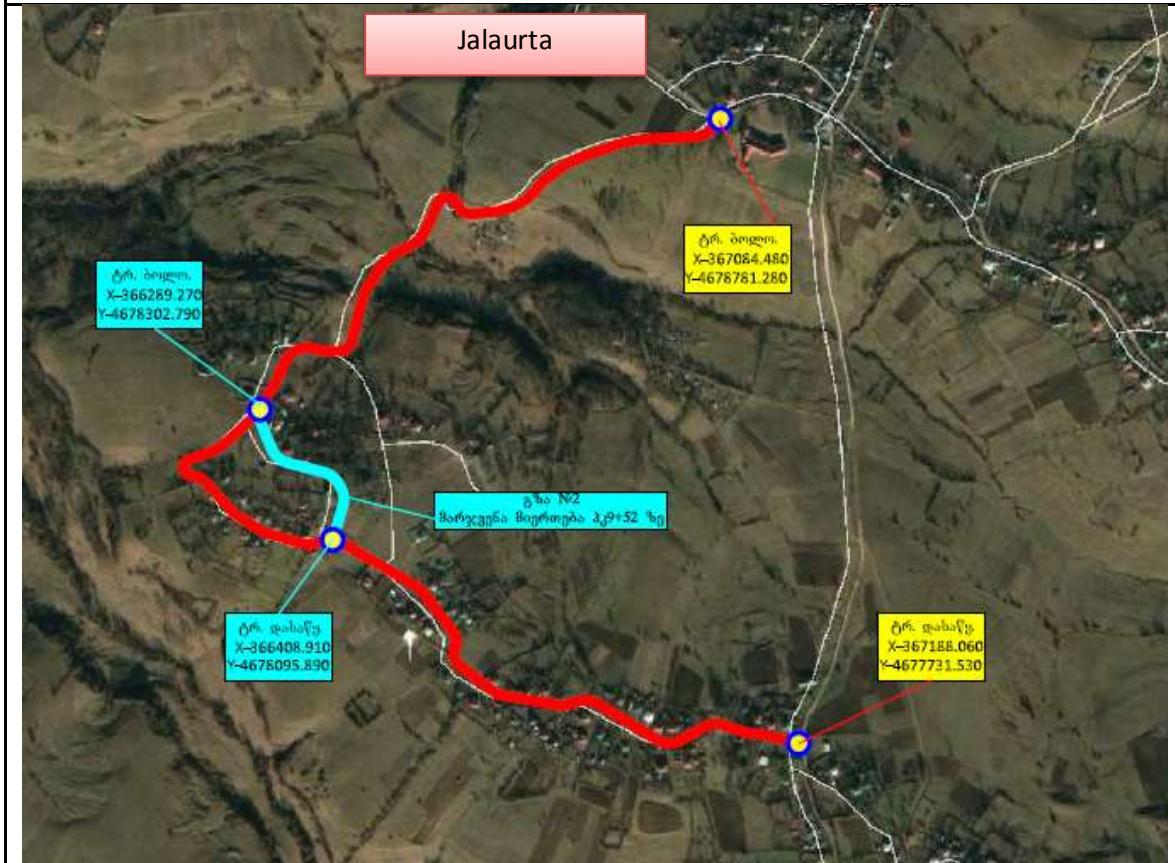 Jalaurta
ტრ. ბოლო.
X-367084.480
Y-4678781.280
ტრ. ბოლო.
X-366289.270
Y-4678302.790
გზა №2
მარჯვენა მიერთება პკ9+52 ზე
ტრ. დასაწყ.
X-366408.910
Y-4678095.890
ტრ. დასაწყ.
X-367188.060
Y-4677731.530